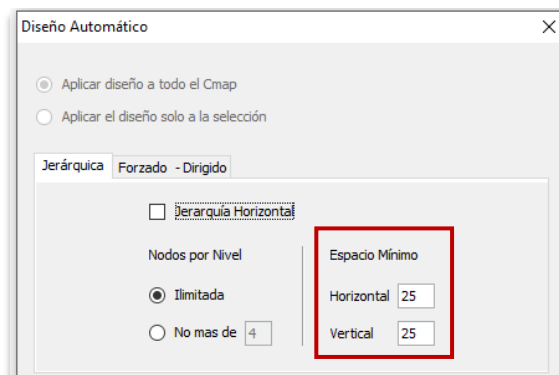 Diseño Automático
Aplicar diseño a todo el Cmap
Aplicar el diseño solo a la selección
Jerárquica Forzado - Dirigido
Jerarquía Horizontal
Nodos por Nivel
Ilimitada
No mas de 4
Espacio Mínimo
Horizontal 25
Vertical 25